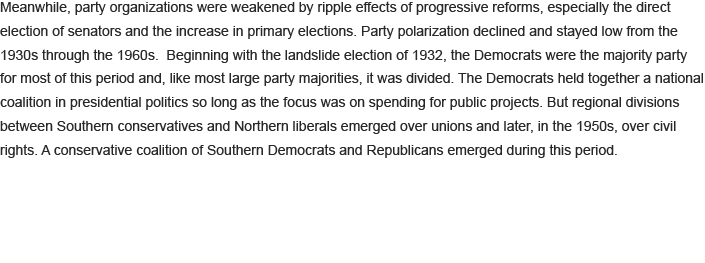 Meanwhile, party organizations were weakened by ripple effects of progressive reforms, especially the direct
election of senators and the increase in primary elections. Party polarization declined and stayed low from the
1930s through the 1960s.  Beginning with the landslide election of 1932, the Democrats were the majority party
for most of this period and, like most large party majorities, it was divided. The Democrats held together a national
coalition in presidential politics so long as the focus was on spending for public projects. But regional divisions
between Southern conservatives and Northern liberals emerged over unions and later, in the 1950s, over civil
rights. A conservative coalition of Southern Democrats and Republicans emerged during this period.